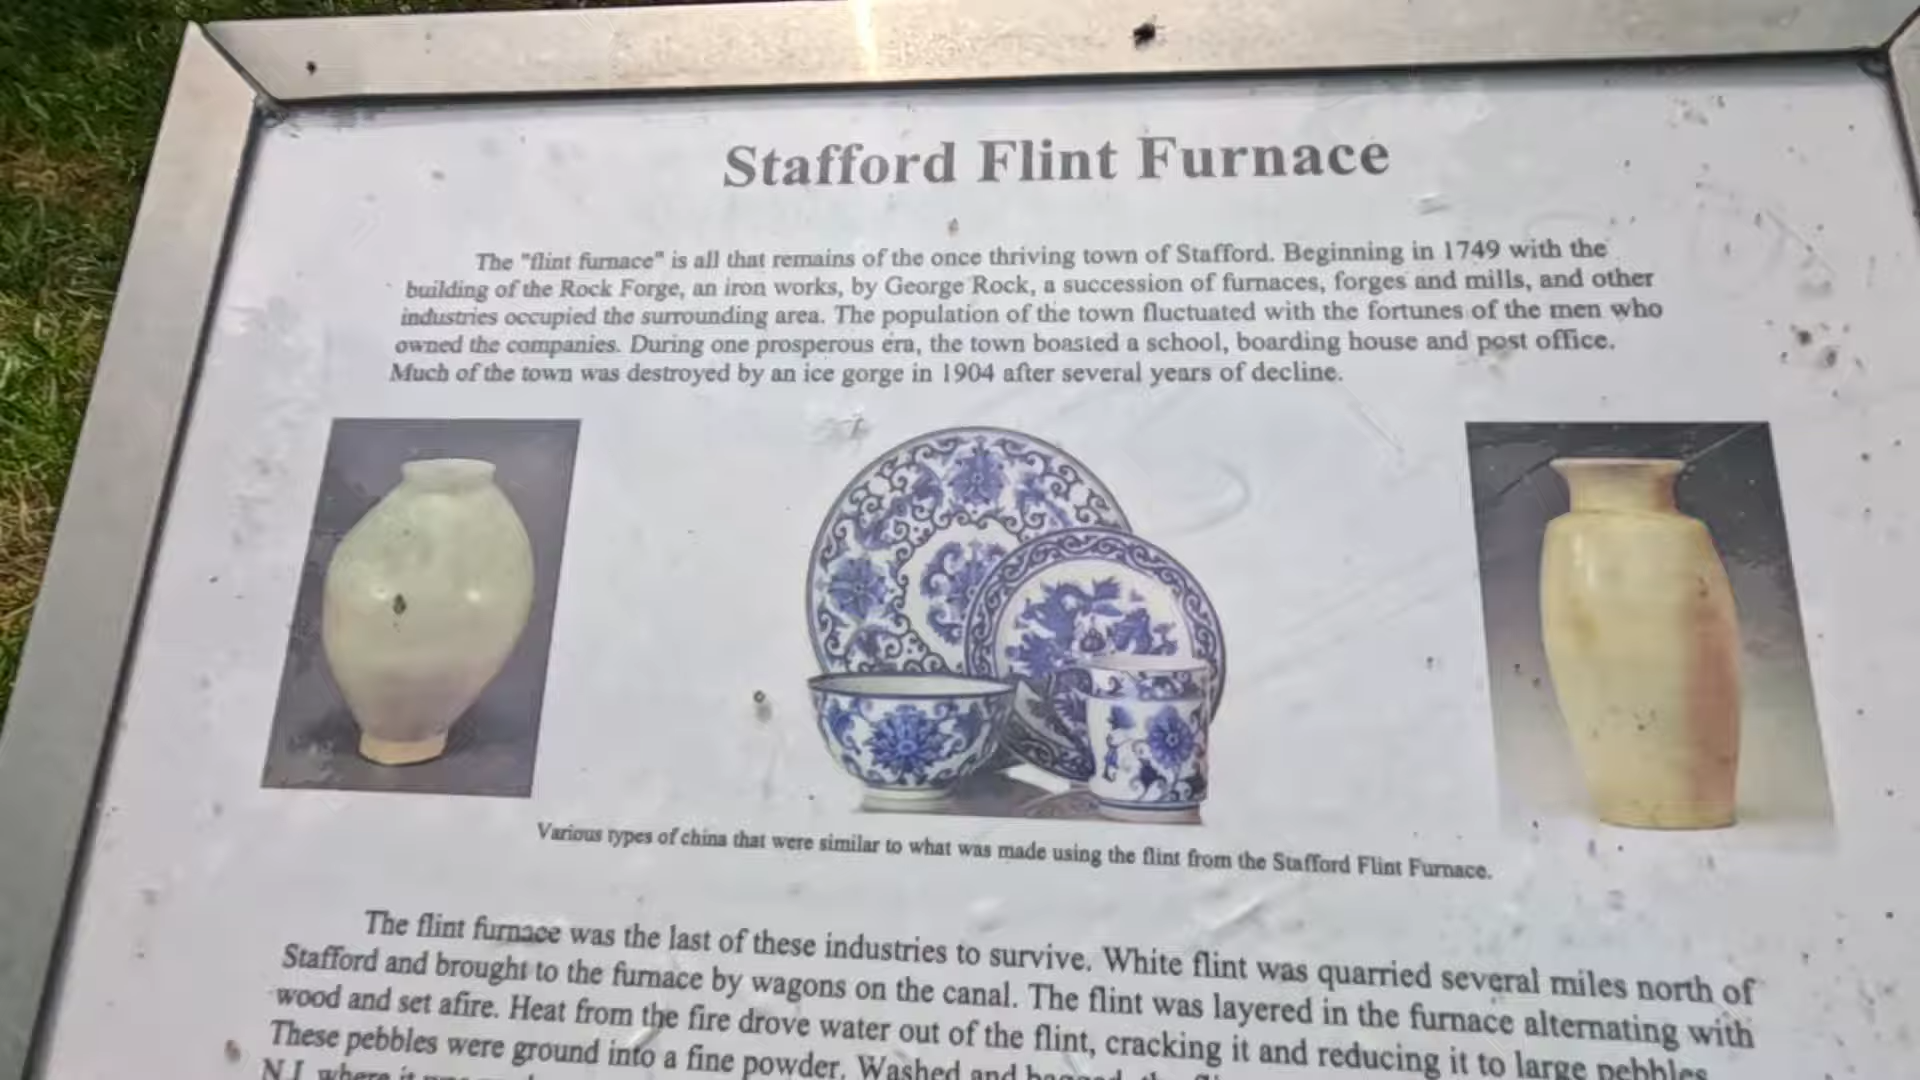 Stafford Flint Furnace
The "flint furnace" is all that remains of the once thriving town of Stafford. Beginning in 1749 with the
building of the Rock Forge, an iron works, by George Rock, a succession of furnaces, forges and mills, and other
industries occupied the surrounding area. The population of the town fluctuated with the fortunes of the men who
owned the companies. During one prosperous era, the town boasted a school, boarding house and post office.
Much of the town was destroyed by an ice gorge in 1904 after several years of decline.
Various types of china that were similar to what was made using the flint from the Stafford Flint Furnace.
The flint furnace was the last of these industries to survive. White flint was quarried several miles north of
Stafford and brought to the furnace by wagons on the canal. The flint was layered in the furnace alternating with
wood and set afire. Heat from the fire drove water out of the flint, cracking it and reducing it to large pebbles.
These pebbles were ground into a fine powder. Washed and
N.J. where it